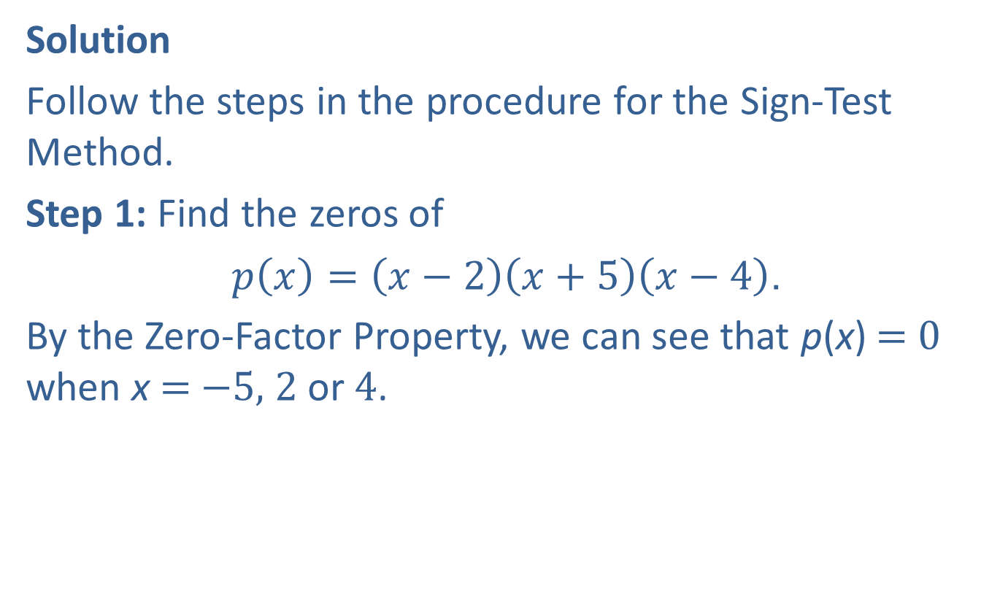 Solution
Follow the steps in the procedure for the Sign-Test
Method.
Step 1: Find the zeros of
p(x) = (x − 2)(x + 5)(x − 4).
By the Zero-Factor Property, we can see that p(x) = 0
when x = −5, 2 or 4.